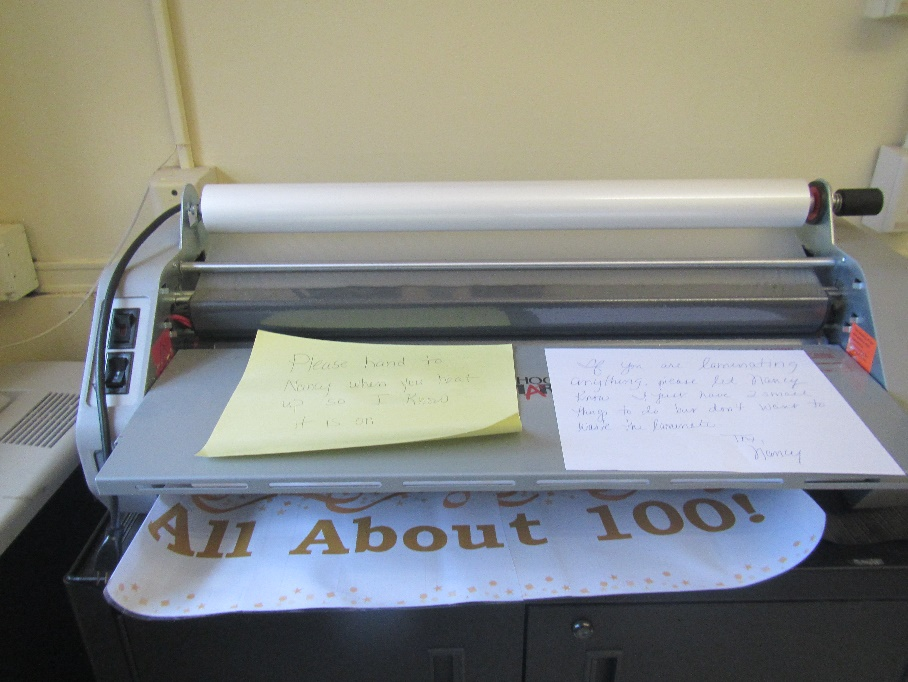 Please hand to
Nancy when you heat
up so I know
it is on
If you are laminating
anything, please let Nancy
know. I just have 2 small
things to do but don't want to
waste the laminate.
TY,
Nancy
All About 100!